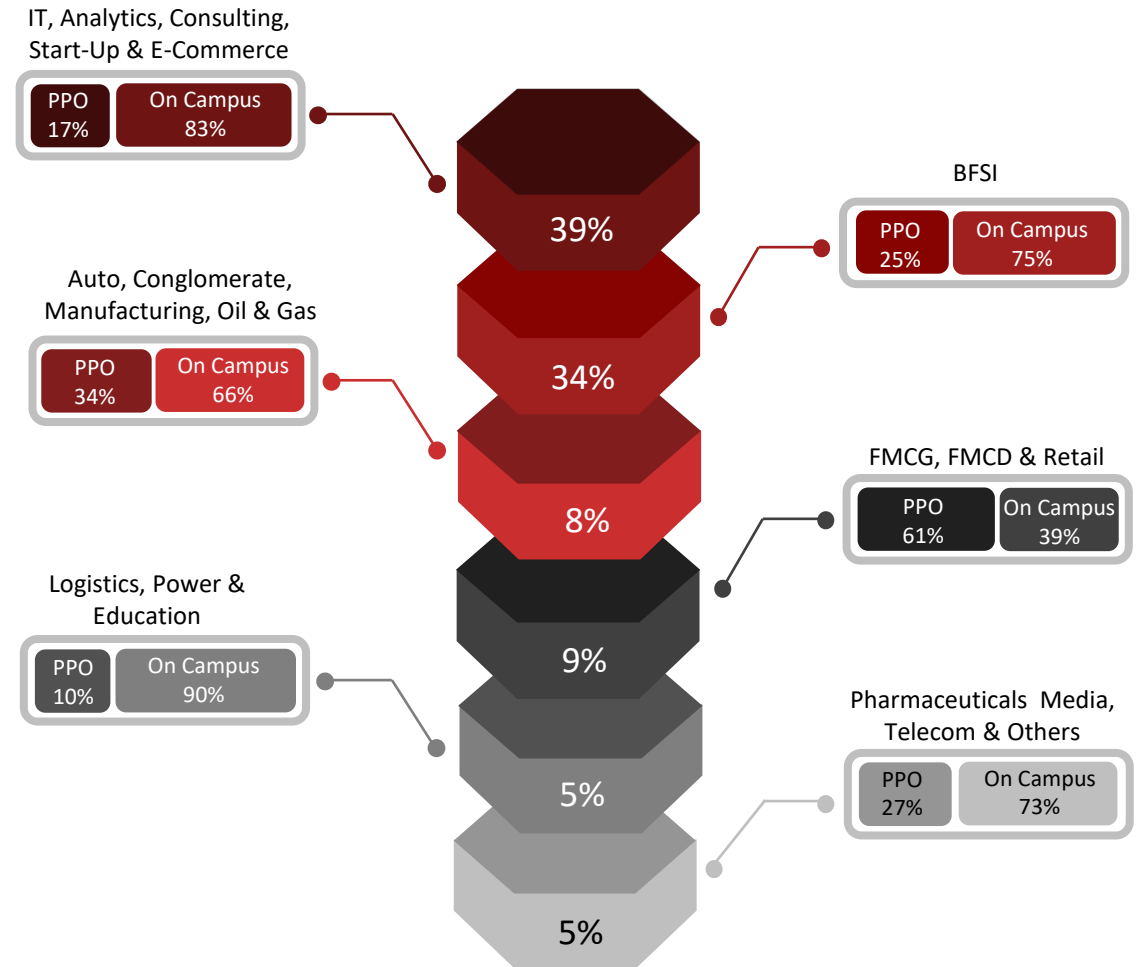 IT, Analytics, Consulting,
Start-Up & E-Commerce
PPO
17%
On Campus
83%
39%
BFSI
PPO
25%
On Campus
75%
34%
Auto, Conglomerate,
Manufacturing, Oil & Gas
PPO
34%
On Campus
66%
8%
FMCG, FMCD & Retail
PPO
61%
On Campus
39%
9%
Logistics, Power &
Education
PPO
10%
On Campus
90%
5%
Pharmaceuticals  Media,
Telecom & Others
PPO
27%
On Campus
73%
5%